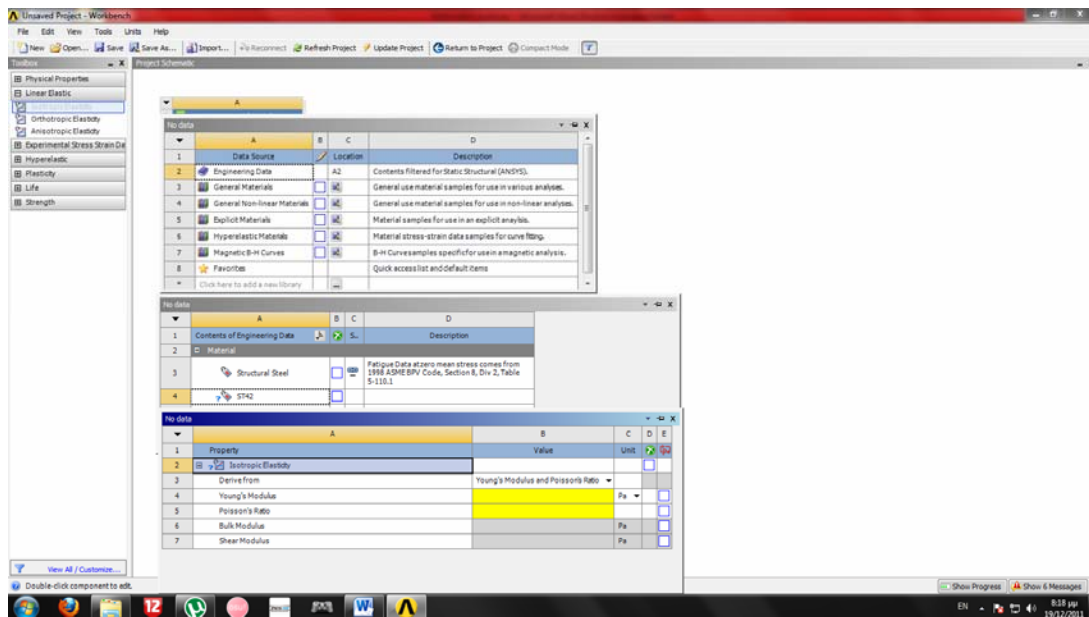 Unsaved Project - Workbench
File Edit View Tools Units Help
New Open... Save Save As... Import... Reconnect Refresh Project Update Project Return to Project Compact Mode
Toolbox
Project Schematic
Physical Properties
Linear Elastic
Isotropic Elasticity
Orthotropic Elasticity
Anisotropic Elasticity
Experimental Stress Strain Da
Hyperelastic
Plasticity
Life
Strength
View All / Customize...
A
No data
A B C D
1 Data Source Location Description
2 Engineering Data A2 Contents filtered for Static Structural (ANSYS).
3 General Materials General use material samples for use in various analyses.
4 General Non-linear Materials General use material samples for use in non-linear analyses.
5 Explicit Materials Material samples for use in an explicit anaylsis.
6 Hyperelastic Materials Material stress-strain data samples for curve fitting.
7 Magnetic B-H Curves B-H Curve samples specific for use in a magnetic analysis.
8 Favorites Quick access list and default items
* Click here to add a new library ...
No data
A B C D
1 Contents of Engineering Data S.. Description
2 Material
3 Structural Steel Fatigue Data at zero mean stress comes from
1998 ASME BPV Code, Section 8, Div 2, Table
5-110.1
4 ? ST42
No data
A B C D E
1 Property Value Unit
2 ? Isotropic Elasticity
3 Derive from Young's Modulus and Poisson's Ratio
4 Young's Modulus Pa
5 Poisson's Ratio
6 Bulk Modulus Pa
7 Shear Modulus Pa
Double-click component to edit.
Show Progress Show 6 Messages
12
EN
8:18 μμ
19/12/2011